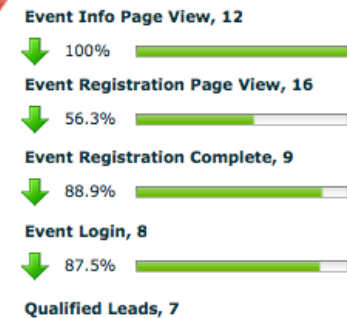 Event Info Page View, 12
100%
Event Registration Page View, 16
56.3%
Event Registration Complete, 9
88.9%
Event Login, 8
87.5%
Qualified Leads, 7